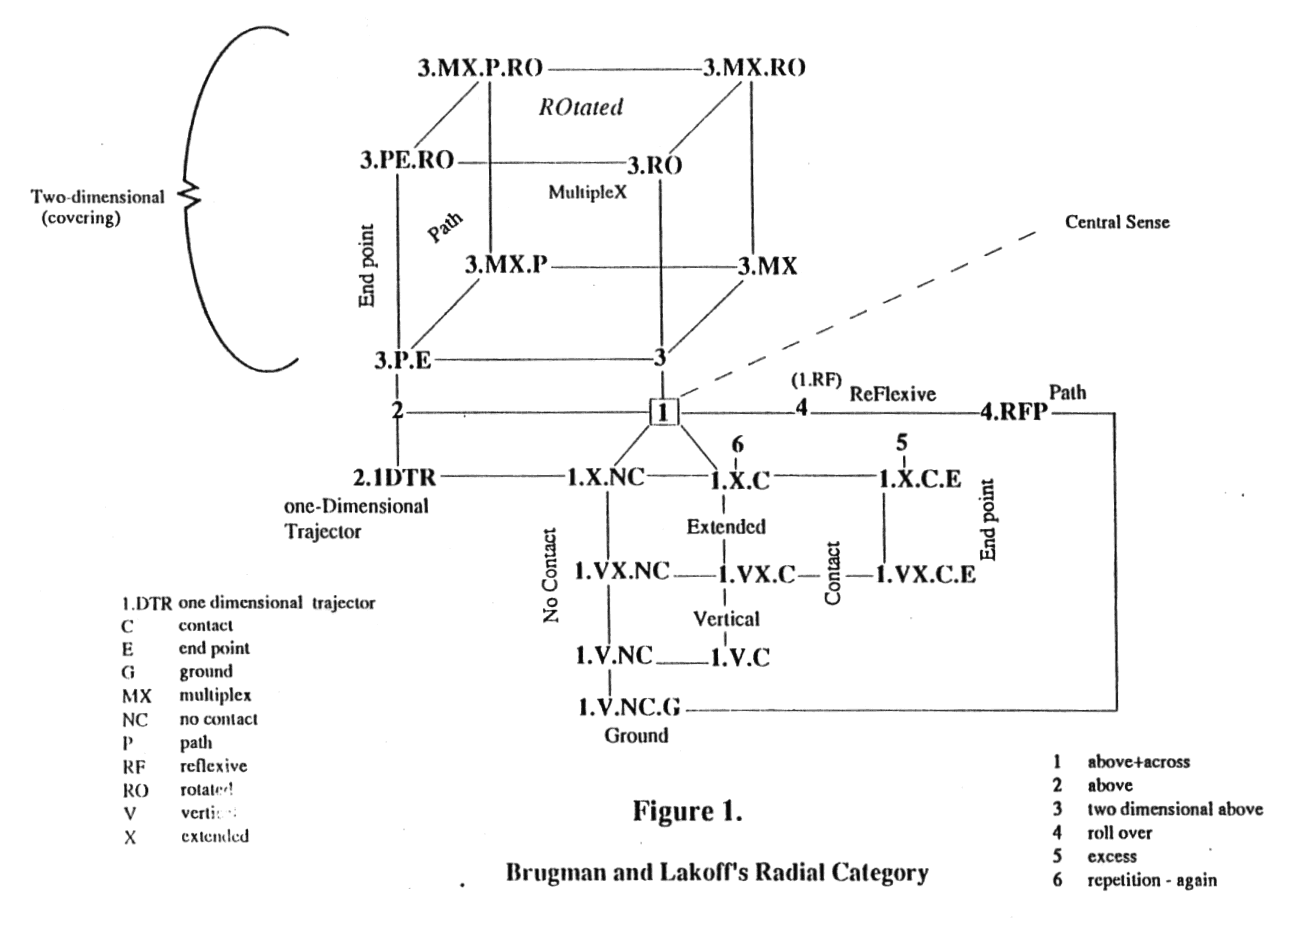 3.MX.P.RO 3.MX.RO
ROtated
3.PE.RO 3.RO
MultipleX
Two-dimensional
(covering)
Path
End point
Central Sense
3.MX.P 3.MX
3.P.E 3
(1.RF) ReFlexive Path
2 1 4 4.RFP
6 5
2.1DTR 1.X.NC 1.X.C 1.X.C.E
one-Dimensional
Trajector
Extended
End point
No Contact
Contact
1.VX.NC 1.VX.C 1.VX.C.E
Vertical
1.V.NC 1.V.C
1.V.NC.G
Ground
1.DTR one dimensional trajector
C contact
E end point
G ground
MX multiplex
NC no contact
P path
RF reflexive
RO
V
X extended
1 above+across
2 above
3 two dimensional above
4 roll over
5 excess
6 repetition - again
Figure 1.
Brugman and Lakoff's Radial Category